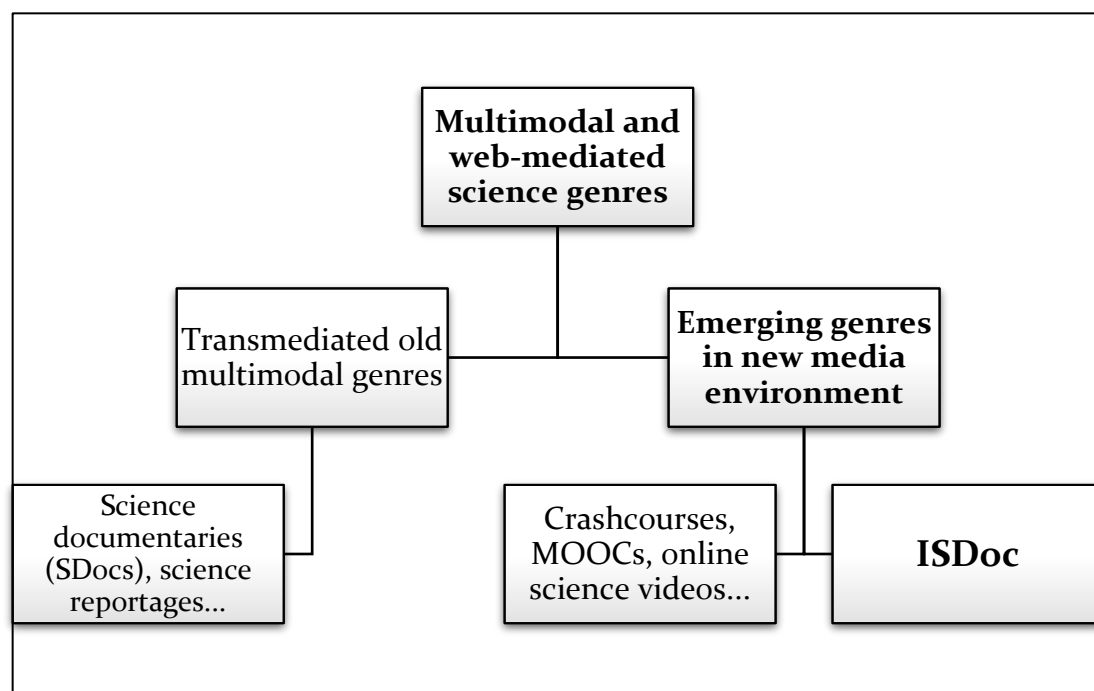 Multimodal and
web-mediated
science genres
Transmediated old
multimodal genres
Emerging genres
in new media
environment
Science
documentaries
(SDocs), science
reportages...
Crashcourses,
MOOCs, online
science videos...
ISDoc